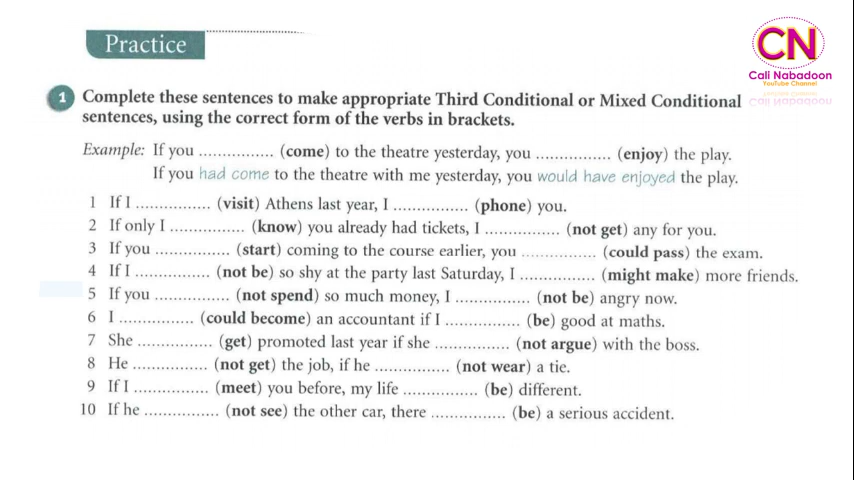 Practice
CN
Cali Nabadoon
YouTube Channel
1 Complete these sentences to make appropriate Third Conditional or Mixed Conditional
sentences, using the correct form of the verbs in brackets.
Example: If you ............... (come) to the theatre yesterday, you ............... (enjoy) the play.
If you had come to the theatre with me yesterday, you would have enjoyed the play.
1 If I ............... (visit) Athens last year, I ............... (phone) you.
2 If only I ............... (know) you already had tickets, I ............... (not get) any for you.
3 If you ............... (start) coming to the course earlier, you ............... (could pass) the exam.
4 If I ............... (not be) so shy at the party last Saturday, I ............... (might make) more friends.
5 If you ............... (not spend) so much money, I ............... (not be) angry now.
6 I ............... (could become) an accountant if I ............... (be) good at maths.
7 She ............... (get) promoted last year if she ............... (not argue) with the boss.
8 He ............... (not get) the job, if he ............... (not wear) a tie.
9 If I ............... (meet) you before, my life ............... (be) different.
10 If he ............... (not see) the other car, there ............... (be) a serious accident.